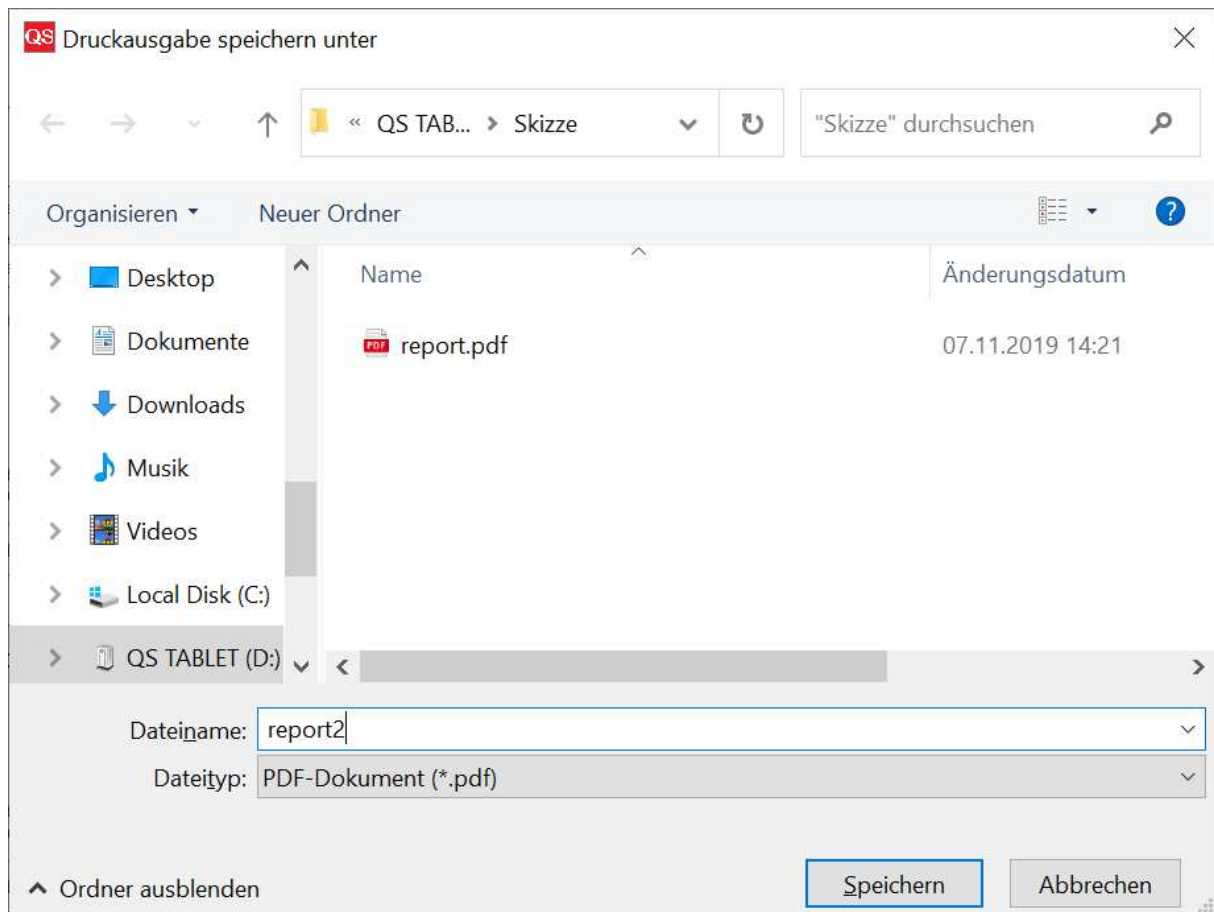 QS Druckausgabe speichern unter
« QS TAB... > Skizze "Skizze" durchsuchen
Organisieren Neuer Ordner ?
Desktop
Name Änderungsdatum
Dokumente
PDF report.pdf 07.11.2019 14:21
Downloads
Musik
Videos
Local Disk (C:)
QS TABLET (D:)
Dateiname: report2
Dateityp: PDF-Dokument (*.pdf)
Ordner ausblenden Speichern Abbrechen